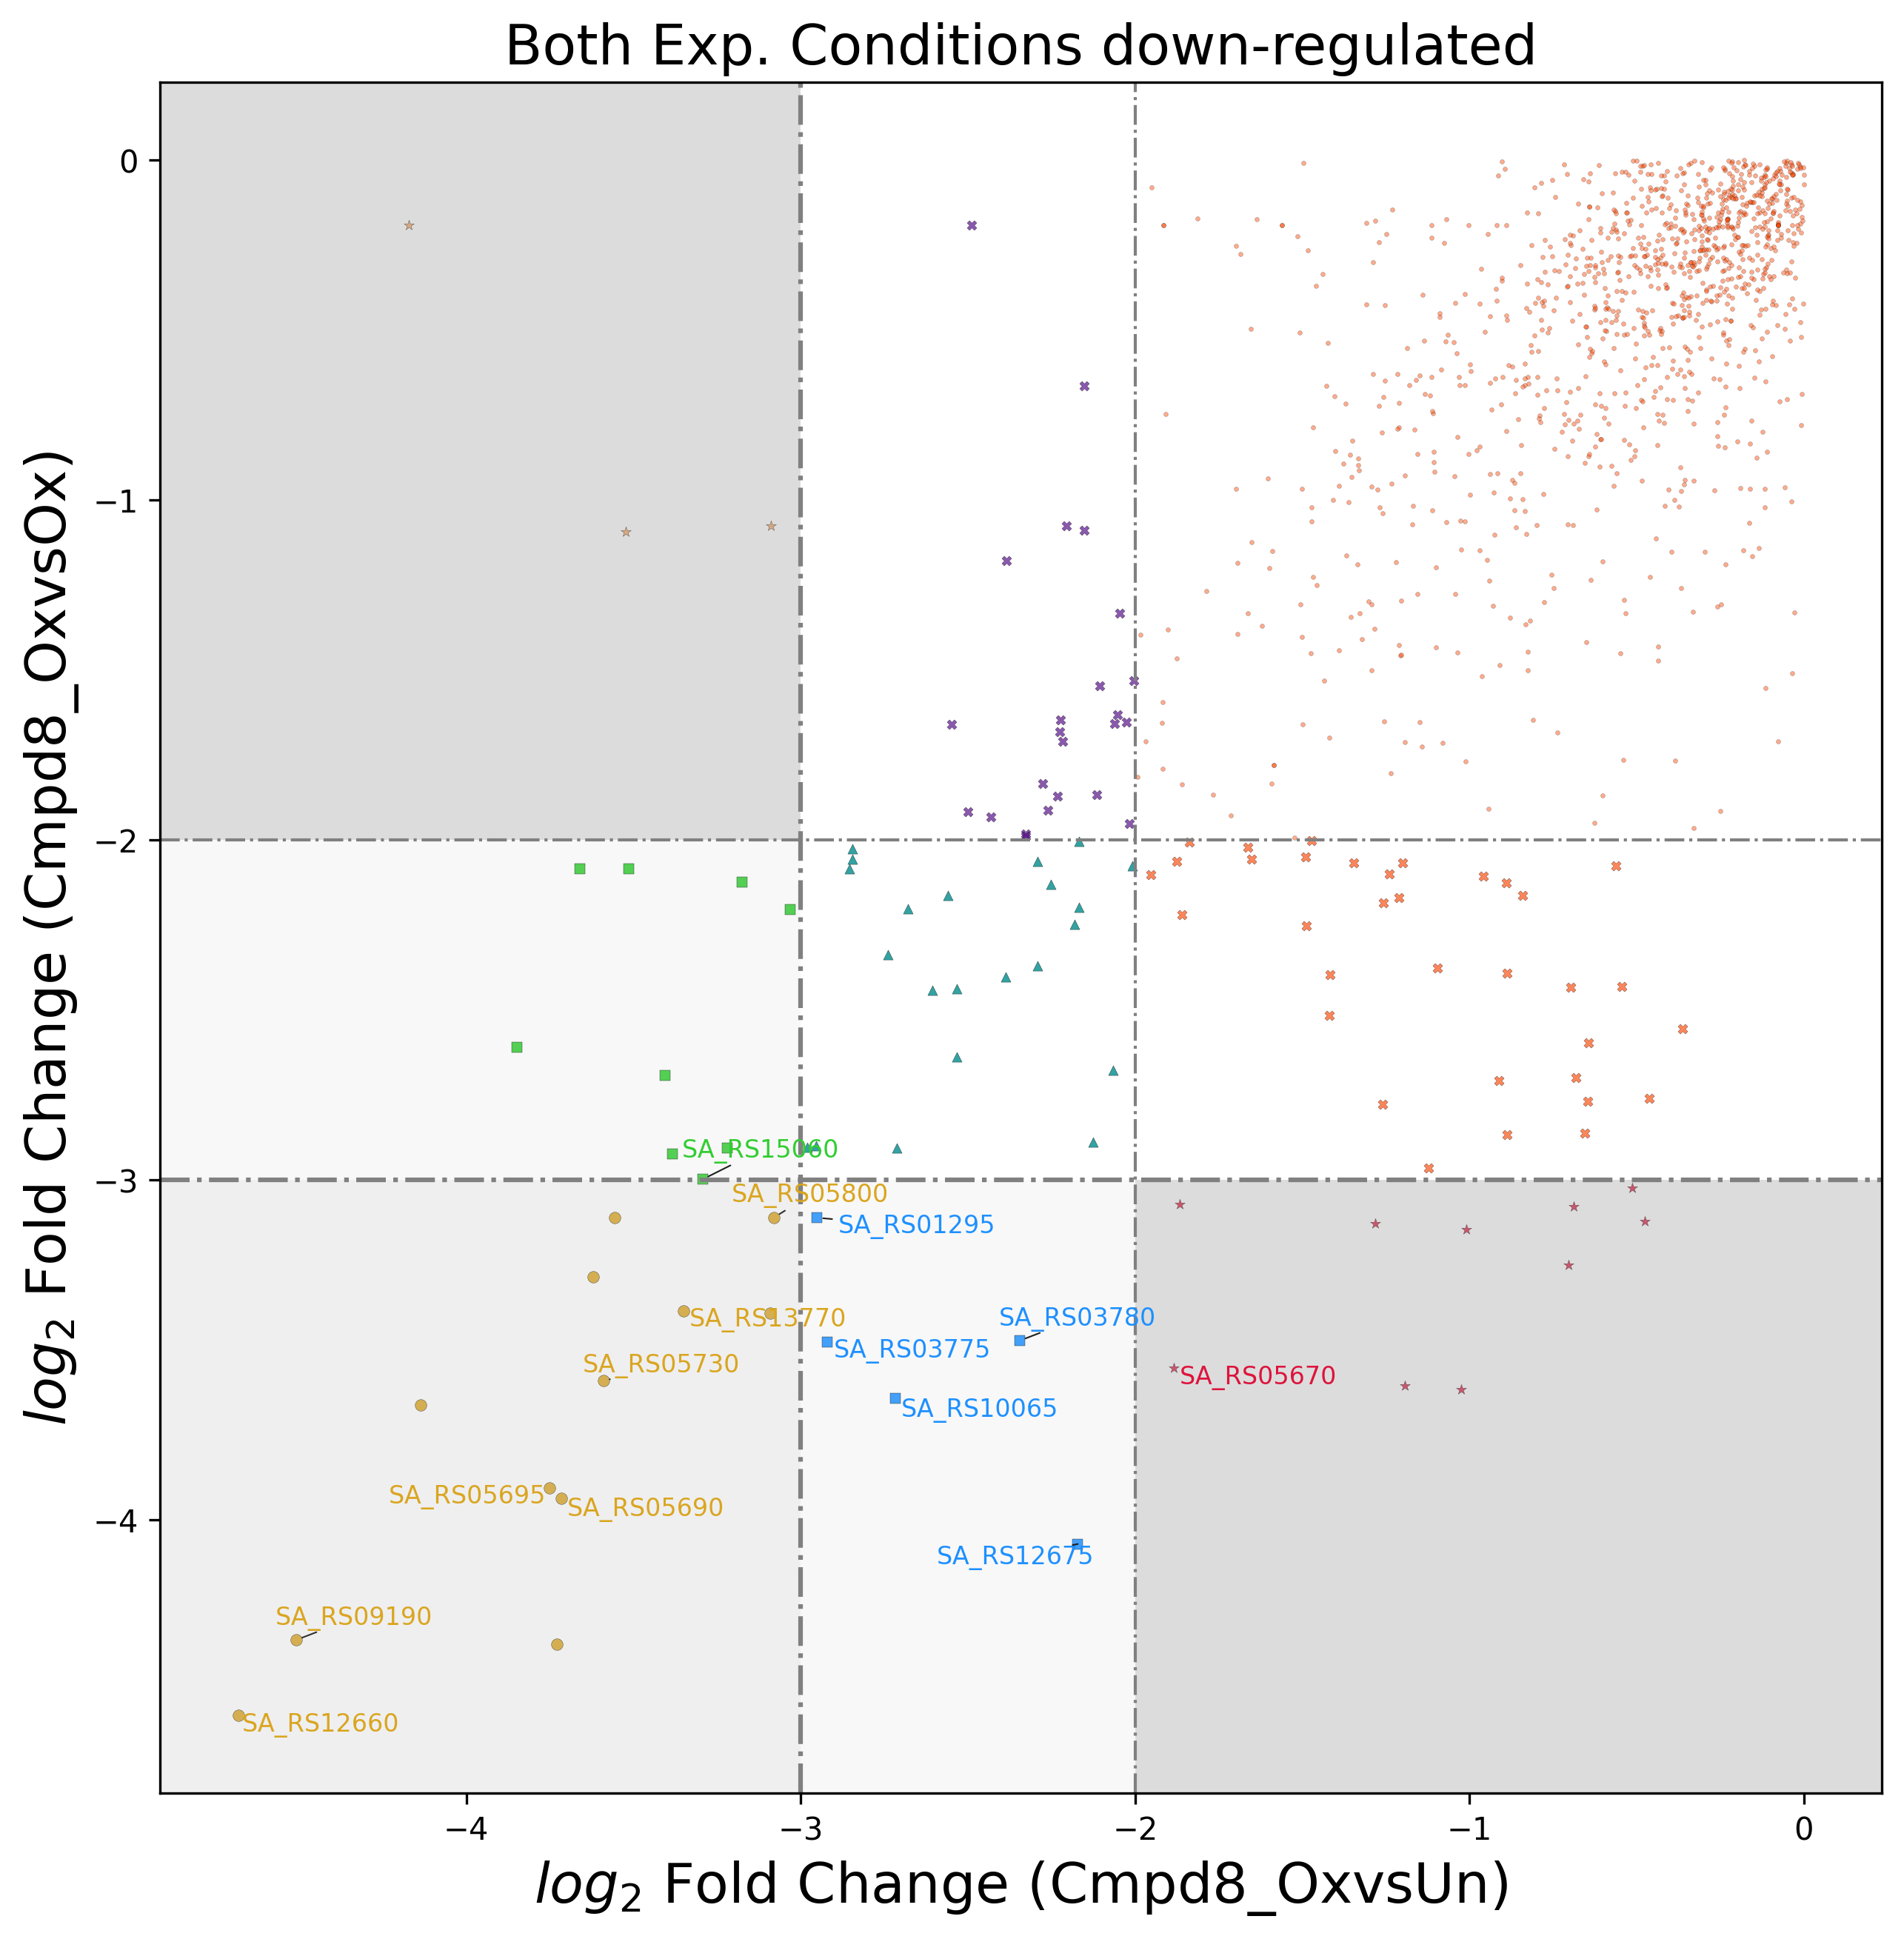 Both Exp. Conditions down-regulated
log2 Fold Change (Cmpd8_OxvsOx)
0
−1
−2
−3
−4
SA_RS15060
SA_RS05800
SA_RS01295
SA_RS13770
SA_RS03780
SA_RS03775
SA_RS05730
SA_RS05670
SA_RS10065
SA_RS05695
SA_RS05690
SA_RS12675
SA_RS09190
SA_RS12660
−4
−3
−2
−1
0
log2 Fold Change (Cmpd8_OxvsUn)